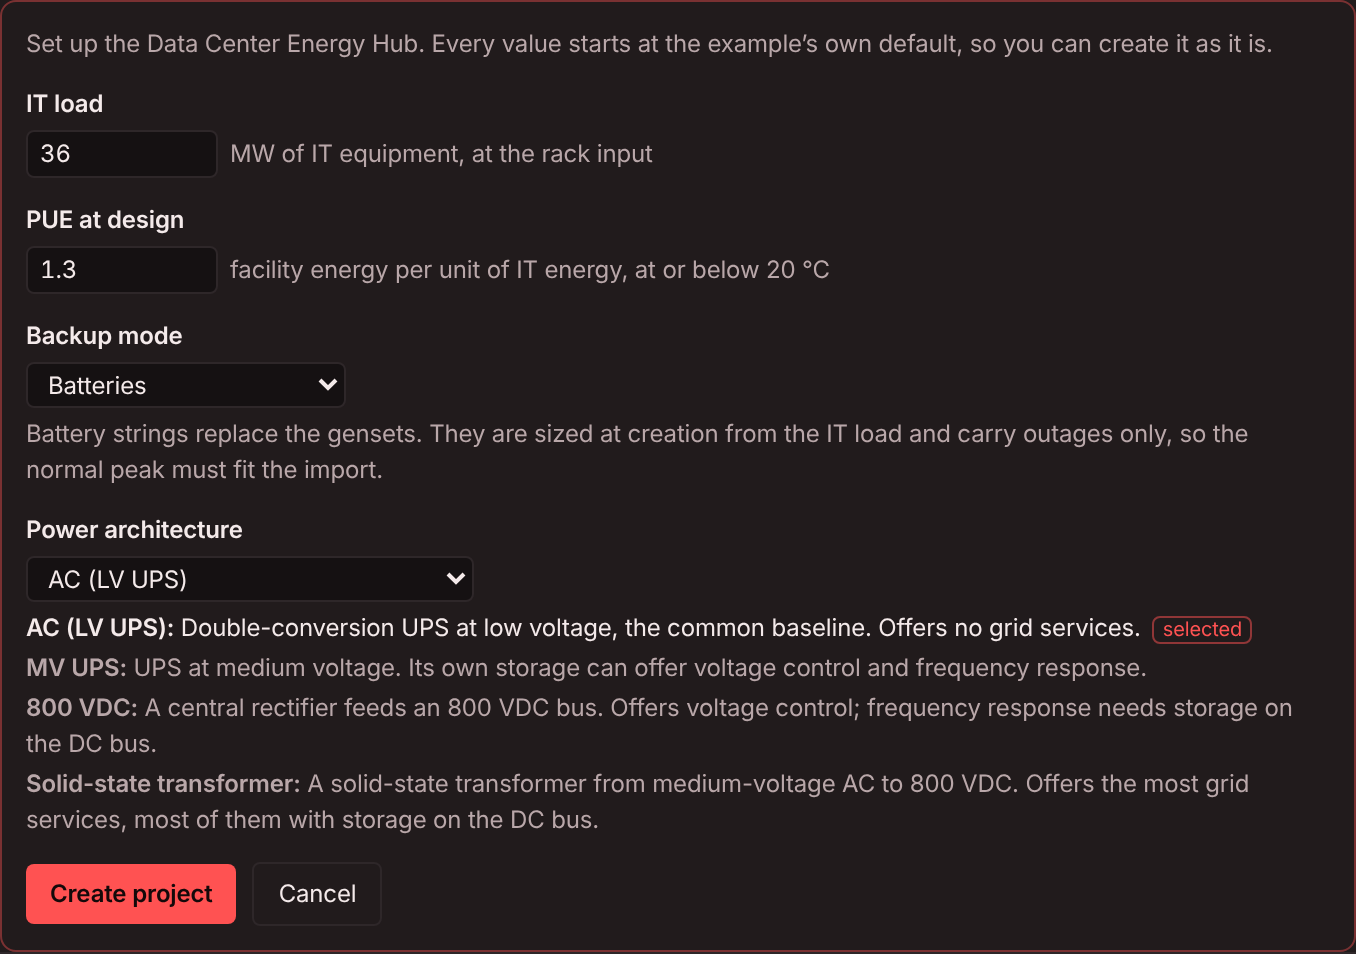 Set up the Data Center Energy Hub. Every value starts at the example’s own default, so you can create it as it is.
IT load
36 MW of IT equipment, at the rack input
PUE at design
1.3 facility energy per unit of IT energy, at or below 20 °C
Backup mode
Batteries
Battery strings replace the gensets. They are sized at creation from the IT load and carry outages only, so the
normal peak must fit the import.
Power architecture
AC (LV UPS)
AC (LV UPS): Double-conversion UPS at low voltage, the common baseline. Offers no grid services. selected
MV UPS: UPS at medium voltage. Its own storage can offer voltage control and frequency response.
800 VDC: A central rectifier feeds an 800 VDC bus. Offers voltage control; frequency response needs storage on
the DC bus.
Solid-state transformer: A solid-state transformer from medium-voltage AC to 800 VDC. Offers the most grid
services, most of them with storage on the DC bus.
Create project Cancel